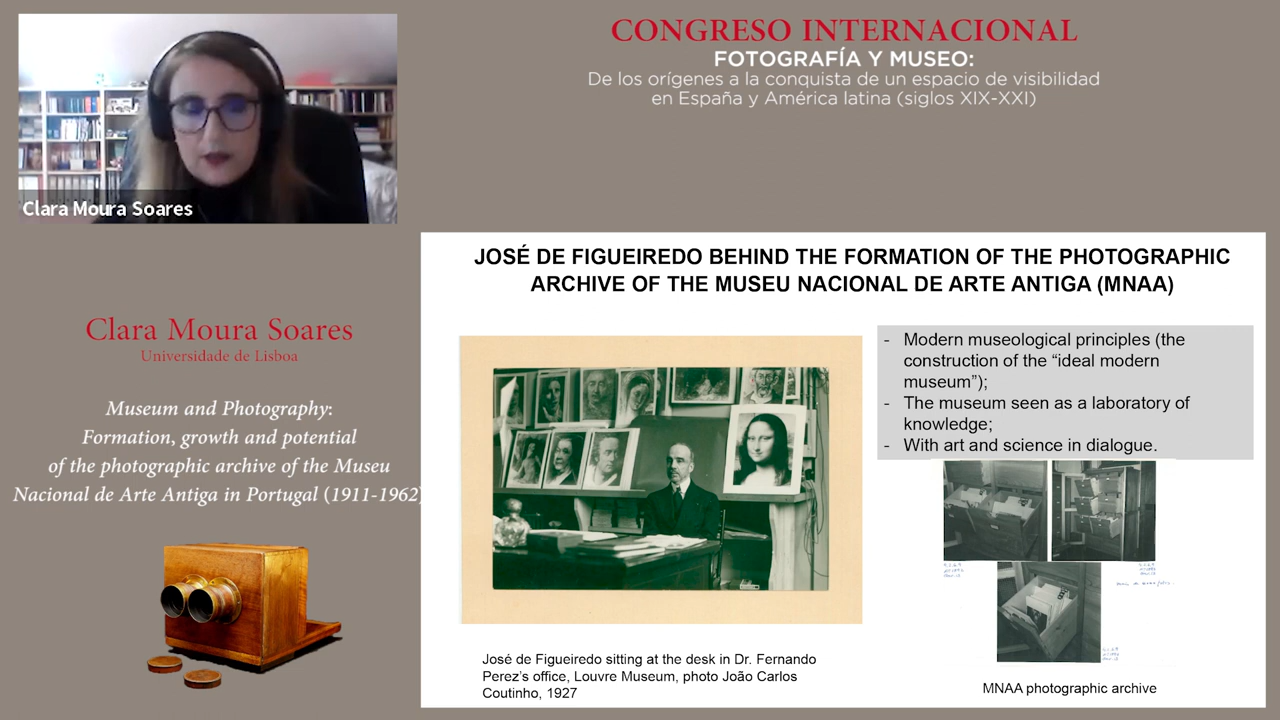 CONGRESO INTERNACIONAL
FOTOGRAFÍA Y MUSEO:
De los orígenes a la conquista de un espacio de visibilidad
en España y América latina (siglos XIX-XXI)
Clara Moura Soares
Clara Moura Soares
Universidade de Lisboa
Museum and Photography:
Formation, growth and potential
of the photographic archive of the Museu
Nacional de Arte Antiga in Portugal (1911-1962)
JOSÉ DE FIGUEIREDO BEHIND THE FORMATION OF THE PHOTOGRAPHIC
ARCHIVE OF THE MUSEU NACIONAL DE ARTE ANTIGA (MNAA)
- Modern museological principles (the
construction of the “ideal modern
museum”);
- The museum seen as a laboratory of
knowledge;
- With art and science in dialogue.
José de Figueiredo sitting at the desk in Dr. Fernando
Perez's office, Louvre Museum, photo João Carlos
Coutinho, 1927
MNAA photographic archive